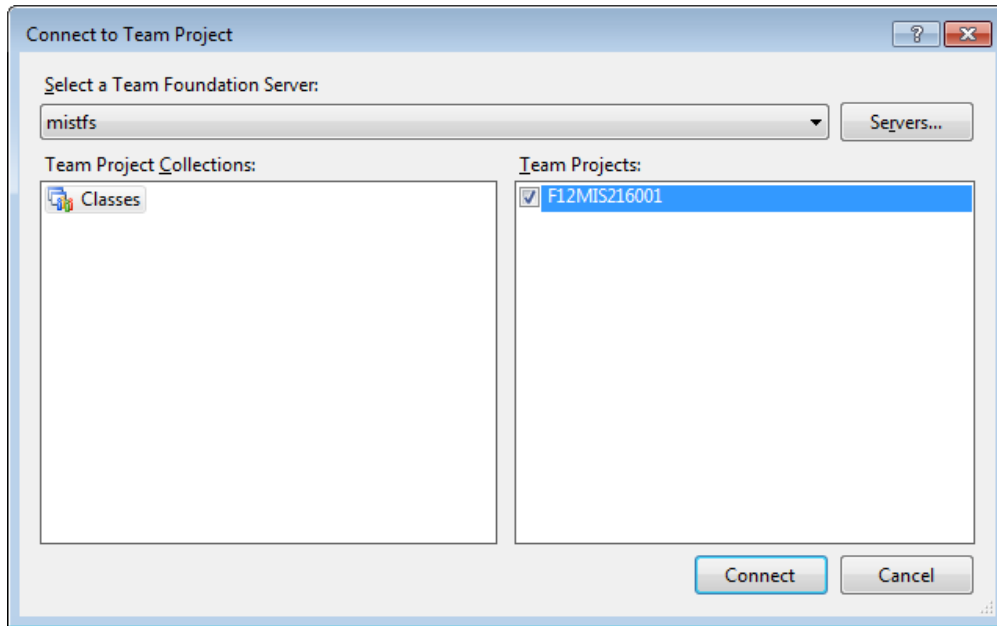 Connect to Team Project
Select a Team Foundation Server:
mistfs
Servers...
Team Project Collections:
Team Projects:
Classes
F12MIS216001
Connect
Cancel